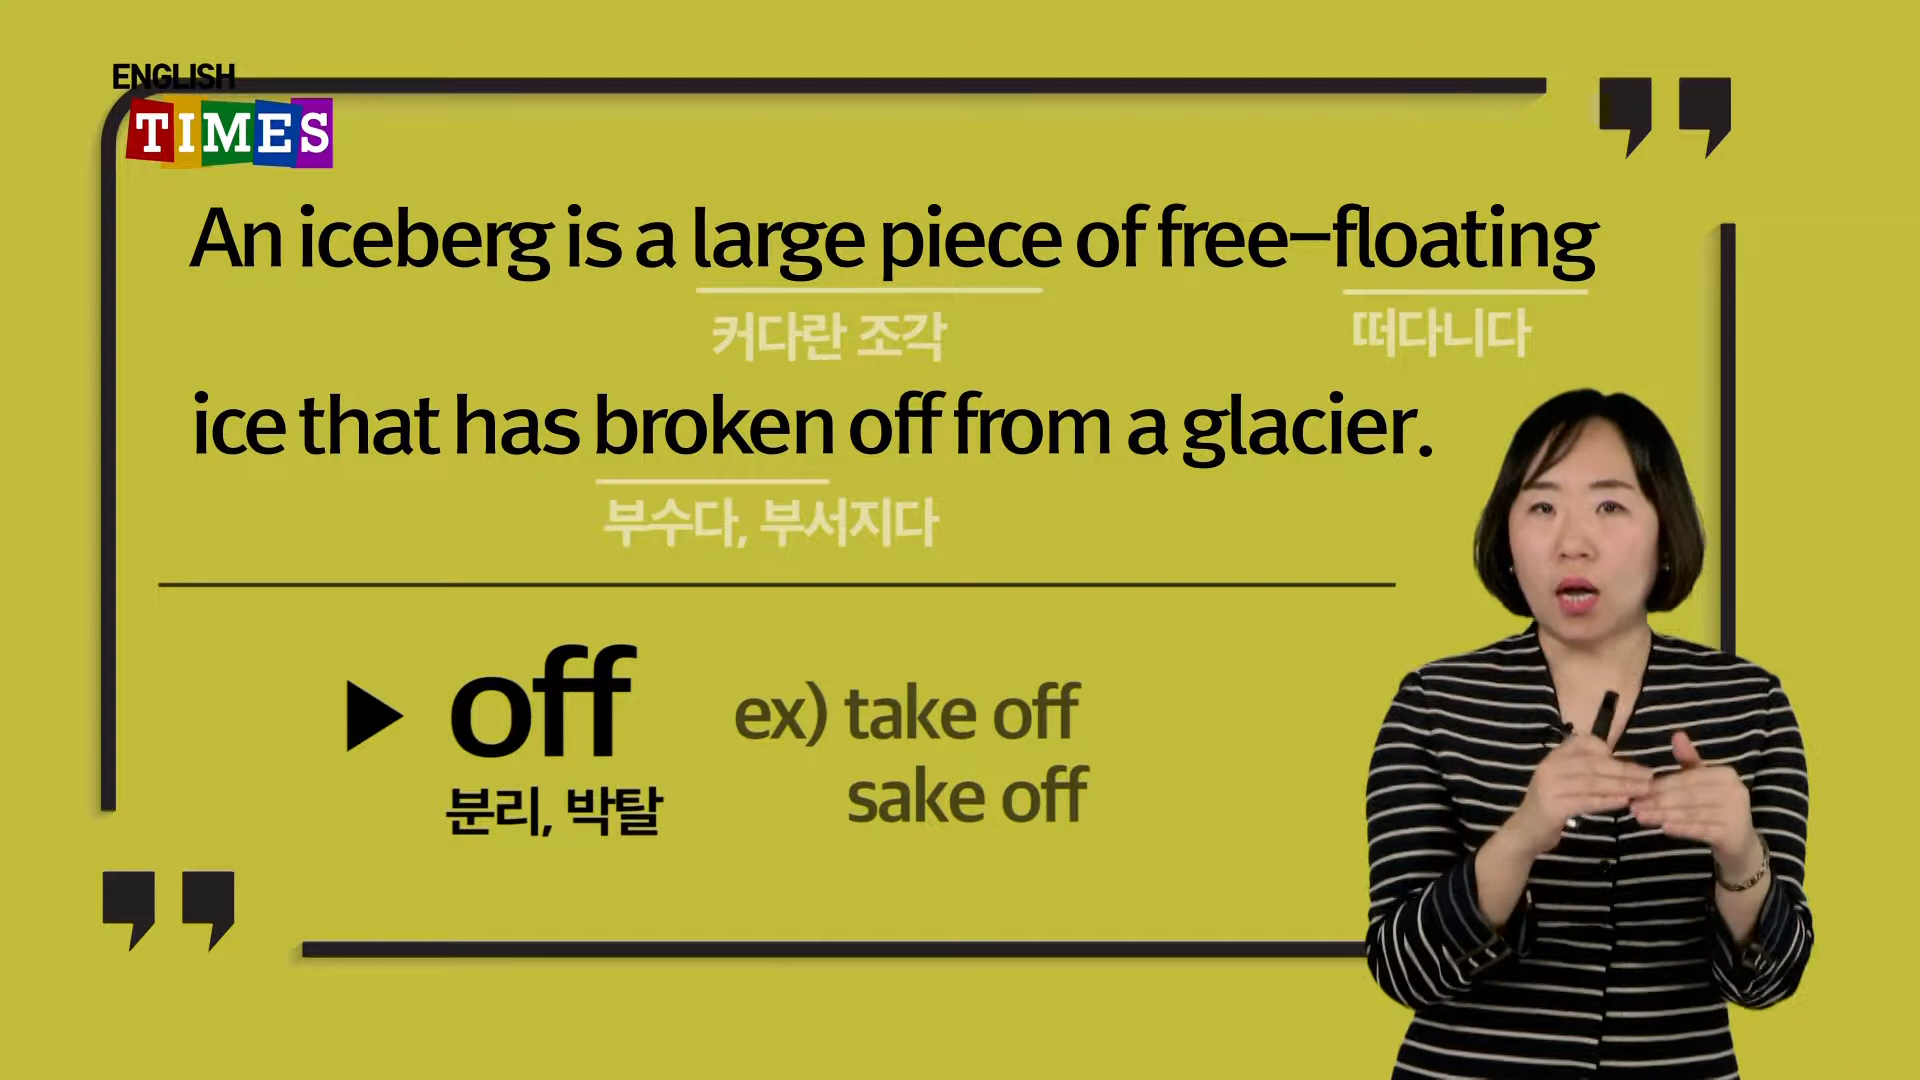 ENGLISH
TIMES
An iceberg is a large piece of free-floating
커다란 조각 떠다니다
ice that has broken off from a glacier.
부수다, 부서지다
off ex) take off
분리, 박탈 sake off